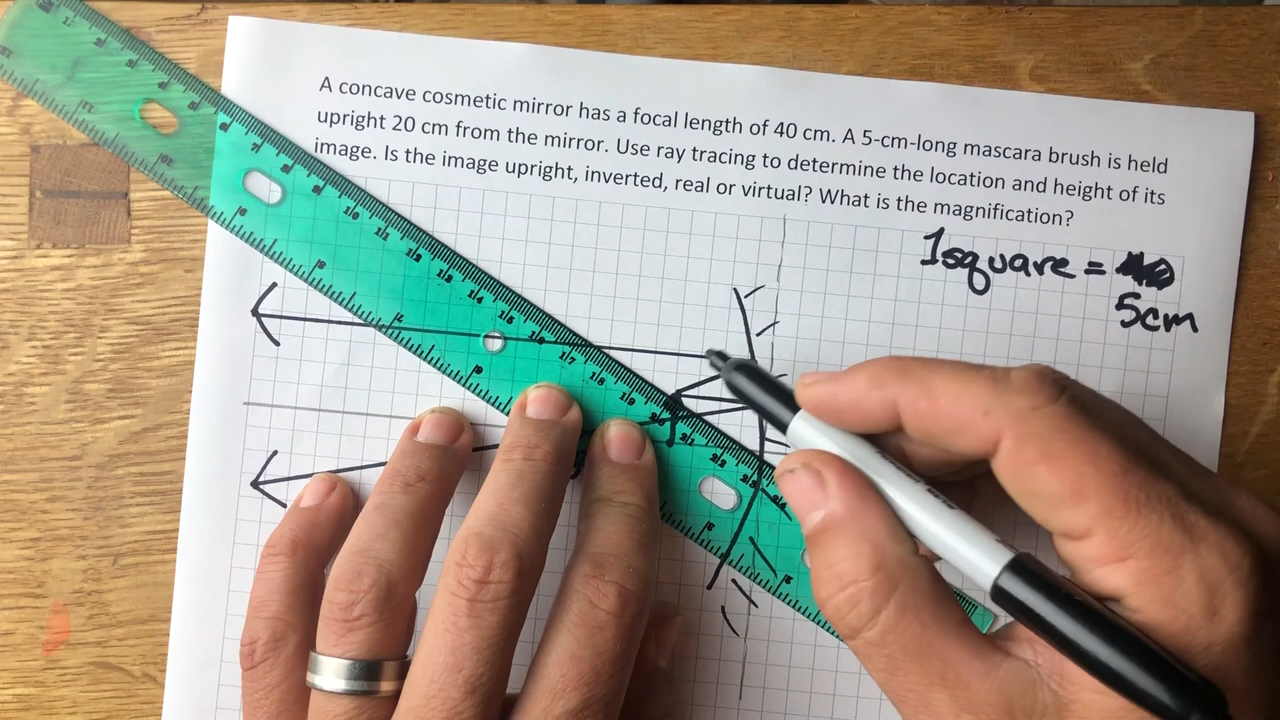 A concave cosmetic mirror has a focal length of 40 cm. A 5-cm-long mascara brush is held
upright 20 cm from the mirror. Use ray tracing to determine the location and height of its
image. Is the image upright, inverted, real or virtual? What is the magnification?
1square =
5cm